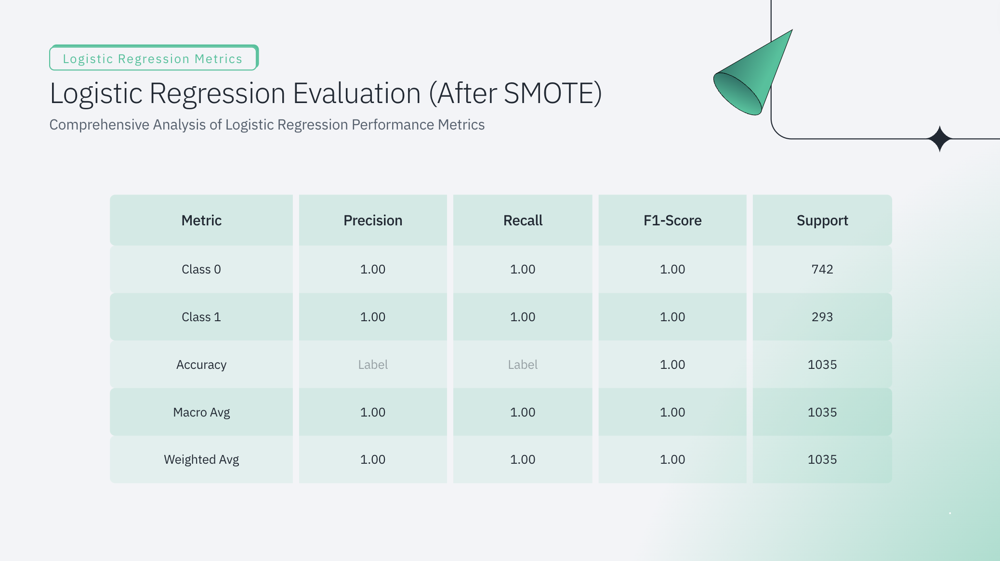 Logistic Regression Metrics
Logistic Regression Evaluation (After SMOTE)
Comprehensive Analysis of Logistic Regression Performance Metrics
Metric Precision Recall F1-Score Support
Class 0 1.00 1.00 1.00 742
Class 1 1.00 1.00 1.00 293
Accuracy Label Label 1.00 1035
Macro Avg 1.00 1.00 1.00 1035
Weighted Avg 1.00 1.00 1.00 1035